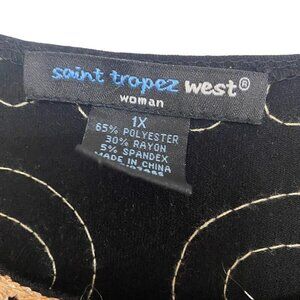 saint tropez west®
woman
1X
65% POLYESTER
30% RAYON
5% SPANDEX
MADE IN CHINA